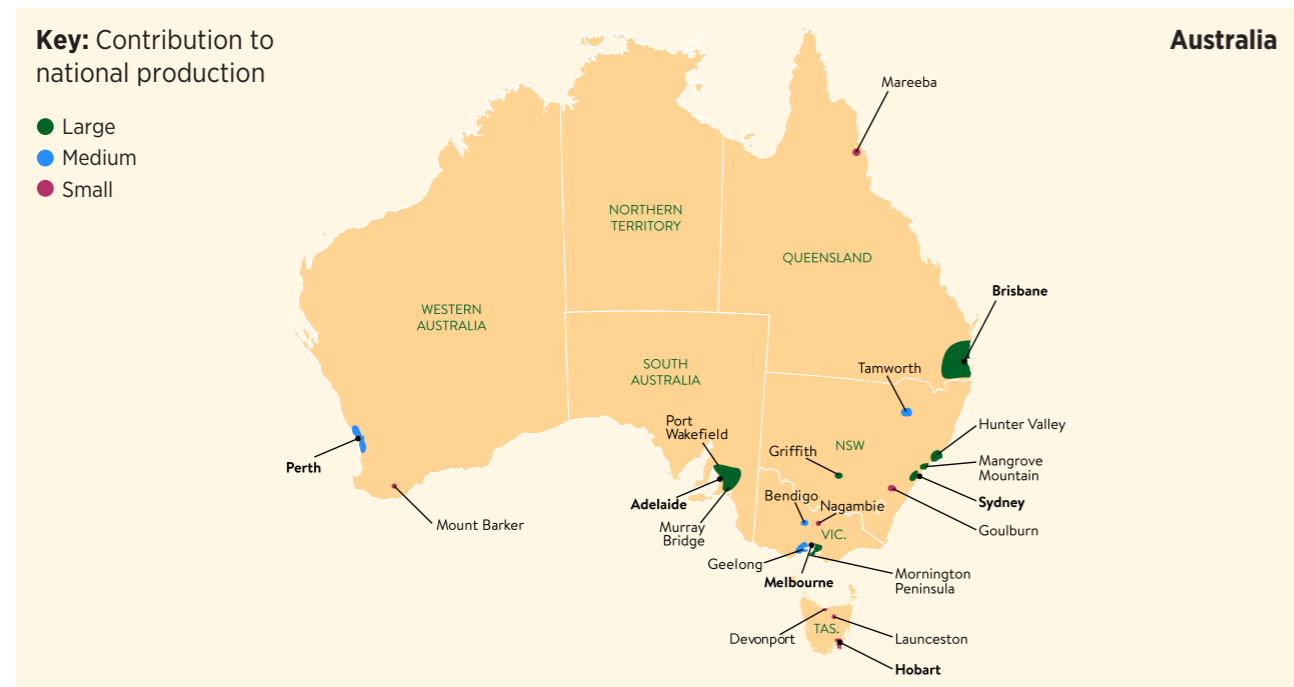 Key: Contribution to
national production
Large
Medium
Small
Australia
Mareeba
NORTHERN
TERRITORY
QUEENSLAND
Brisbane
WESTERN
AUSTRALIA
SOUTH
AUSTRALIA
Tamworth
Port
Wakefield
Hunter Valley
NSW
Griffith
Mangrove
Mountain
Perth
Adelaide
Bendigo
Nagambie
Sydney
Mount Barker
Murray
Bridge
VIC.
Goulburn
Geelong
Melbourne
Mornington
Peninsula
Devonport
TAS.
Launceston
Hobart